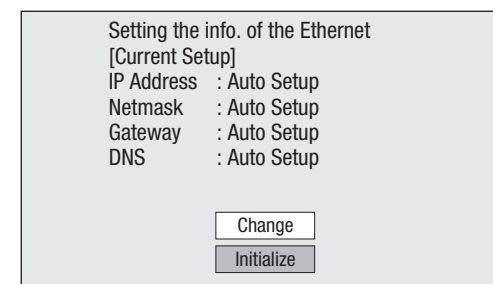 Setting the info. of the Ethernet
[Current Setup]
IP Address : Auto Setup
Netmask : Auto Setup
Gateway : Auto Setup
DNS : Auto Setup
Change
Initialize